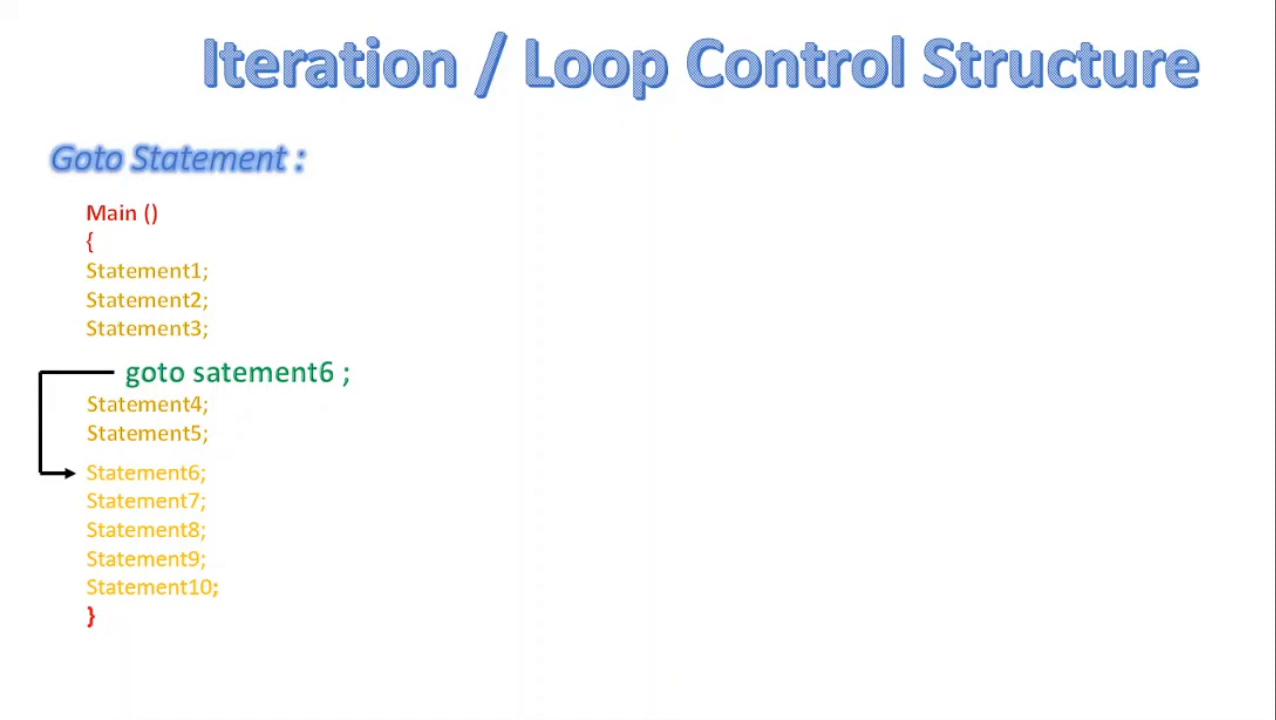 Iteration / Loop Control Structure
Goto Statement :
Main ()
{
Statement1;
Statement2;
Statement3;
goto satement6 ;
Statement4;
Statement5;
Statement6;
Statement7;
Statement8;
Statement9;
Statement10;
}